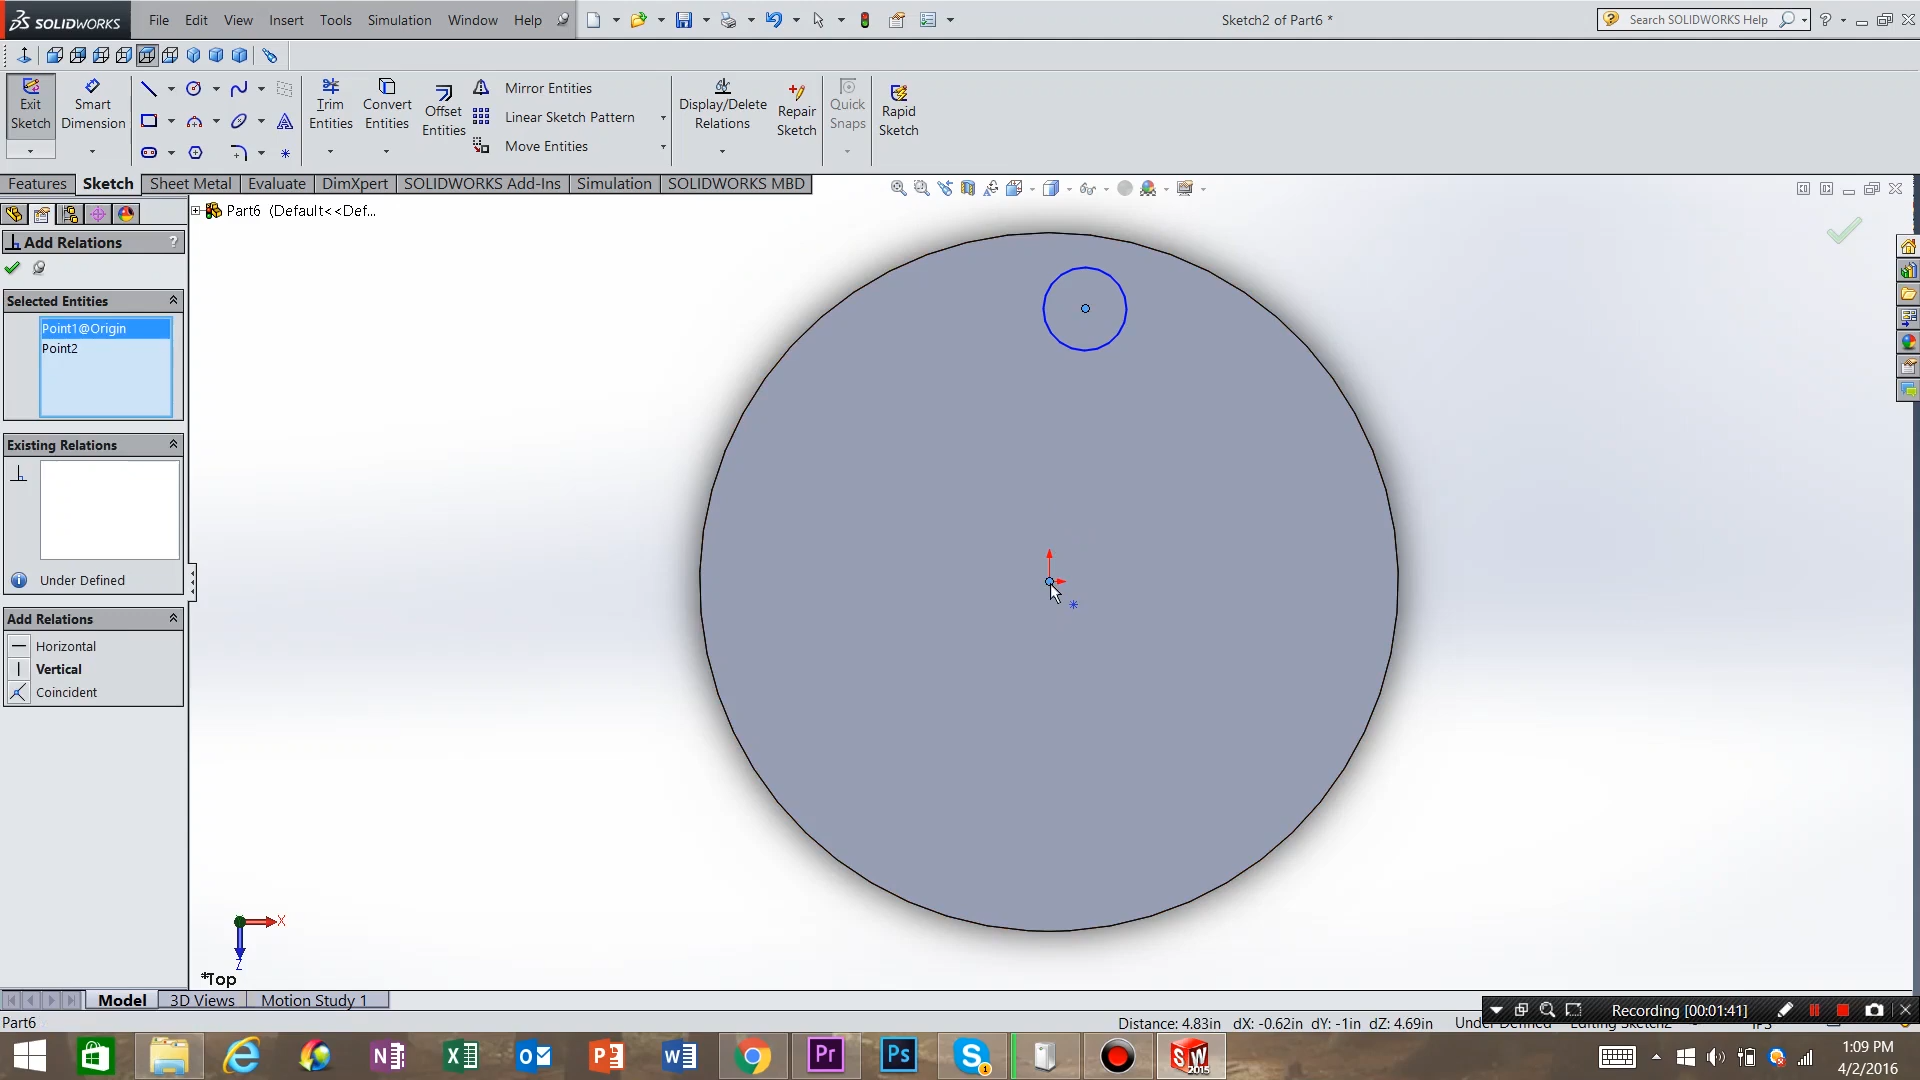 SOLIDWORKS
File Edit View Insert Tools Simulation Window Help
Sketch2 of Part6 *
Search SOLIDWORKS Help
Exit Sketch
Smart Dimension
Trim Entities
Convert Entities
Offset Entities
Mirror Entities
Linear Sketch Pattern
Move Entities
Display/Delete Relations
Repair Sketch
Quick Snaps
Rapid Sketch
Features Sketch Sheet Metal Evaluate DimXpert SOLIDWORKS Add-Ins Simulation SOLIDWORKS MBD
Part6 (Default<<Def...
Add Relations ?
Selected Entities
Point1@Origin
Point2
Existing Relations
Under Defined
Add Relations
Horizontal
Vertical
Coincident
X
Z
*Top
Model 3D Views Motion Study 1
Recording [00:01:41]
Part6
Distance: 4.83in dX: -0.62in dY: -1in dZ: 4.69in
1:09 PM
4/2/2016